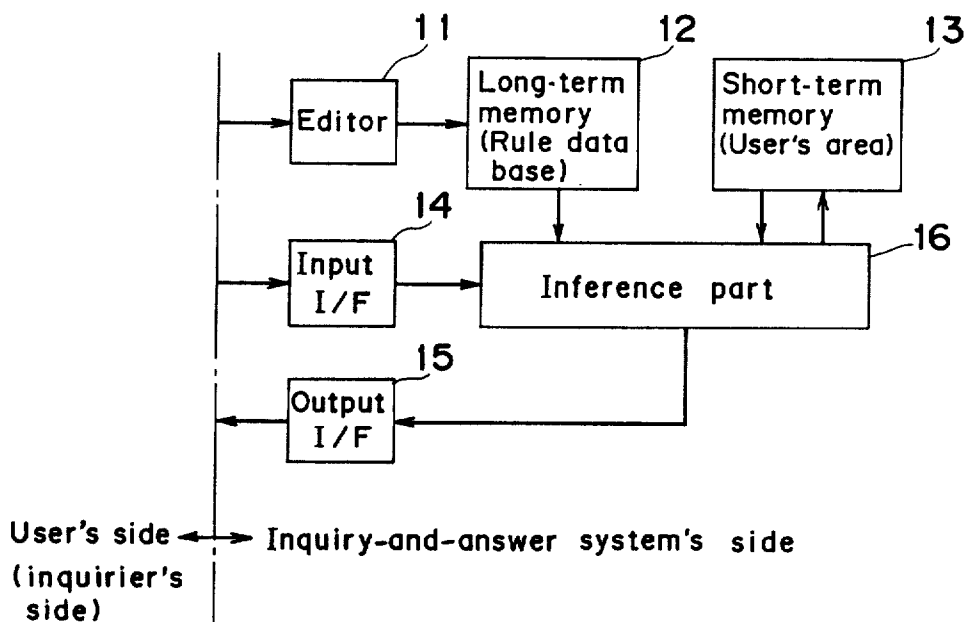 11
12
13
Editor
Long-term
memory
(Rule data
base)
Short-term
memory
(User's area)
14
16
Input
I/F
Inference part
15
Output
I/F
User's side
(inquirier's
side)
Inquiry-and-answer system's side